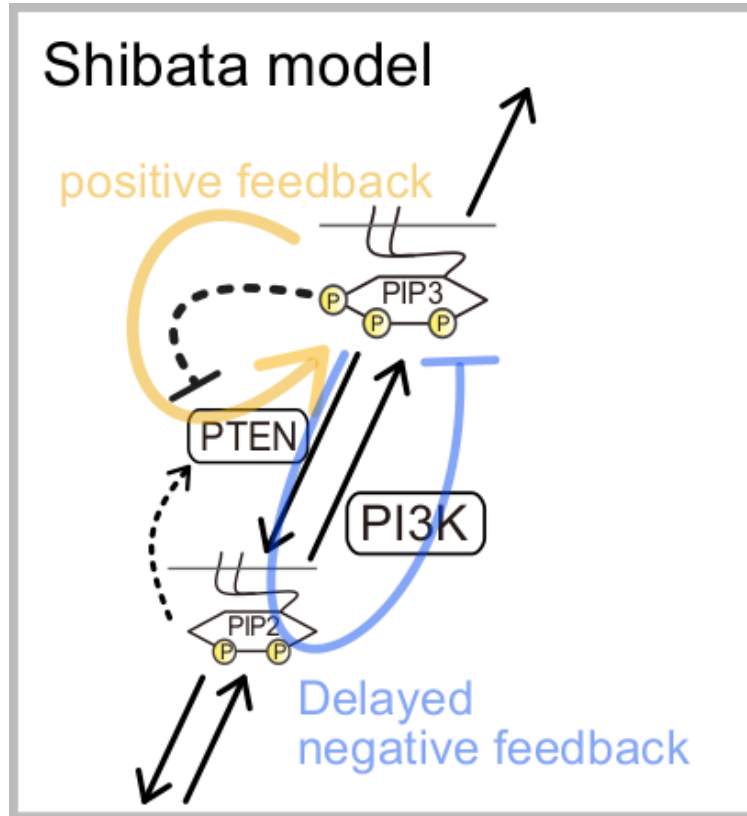 Shibata model
positive feedback
PIP3
P
P
P
PTEN
PI3K
PIP2
P
P
Delayed
negative feedback